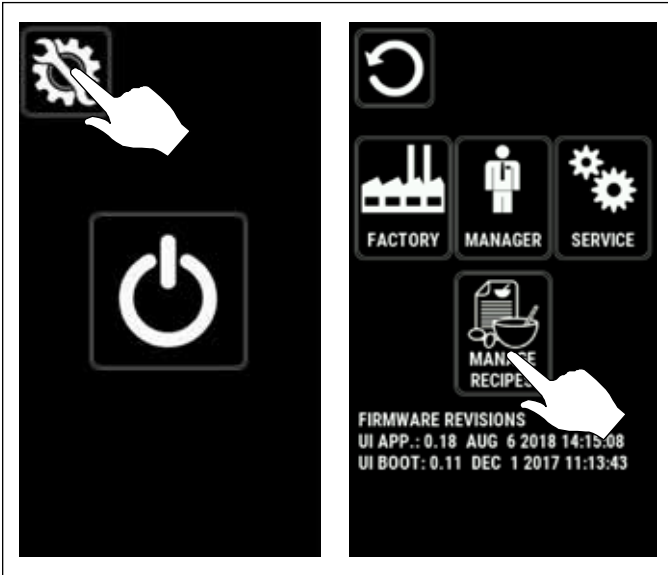 FACTORY
MANAGER
SERVICE
MANAGE
RECIPES
FIRMWARE REVISIONS
UI APP.: 0.18 AUG 6 2018 14:15:08
UI BOOT: 0.11 DEC 1 2017 11:13:43